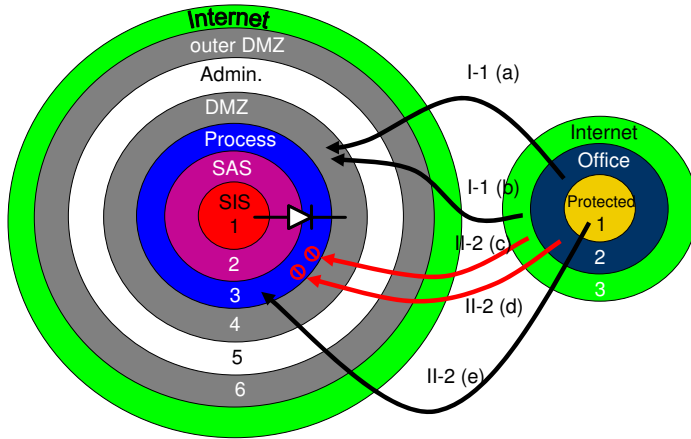 Internet
outer DMZ
Admin.
DMZ
Process
SAS
SIS
1
2
3
4
5
6
I-1 (a)
I-1 (b)
II-2 (c)
II-2 (d)
II-2 (e)
Internet
Office
Protected
1
2
3